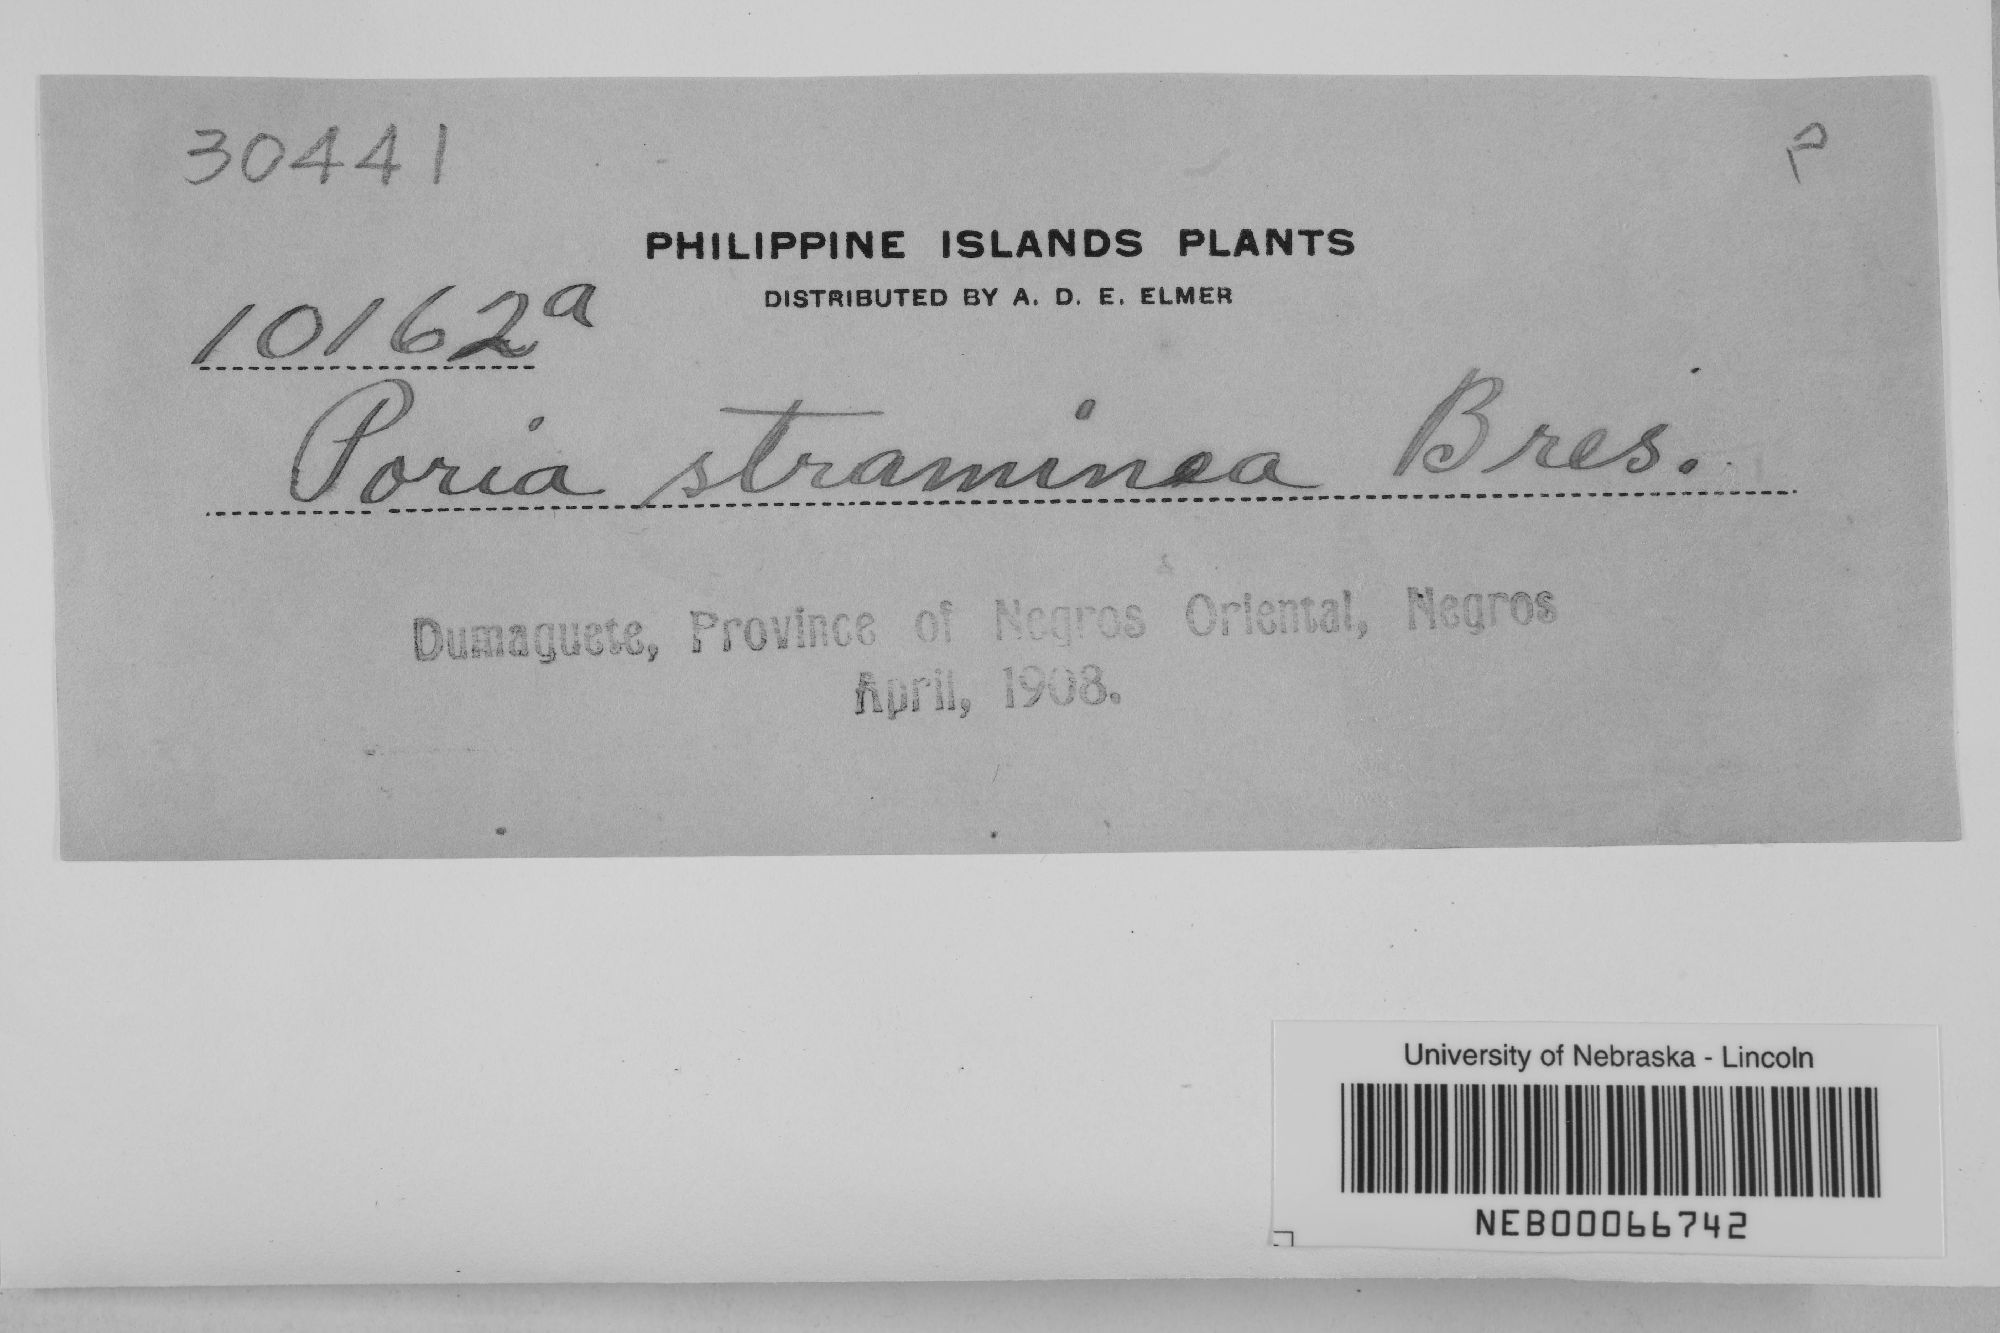 30441
P
PHILIPPINE ISLANDS PLANTS
DISTRIBUTED BY A. D. E. ELMER
10162a
Poria straminea Bres.
Dumaguete, Province of Negros Oriental, Negros
April, 1908.
University of Nebraska - Lincoln
NEB00066742